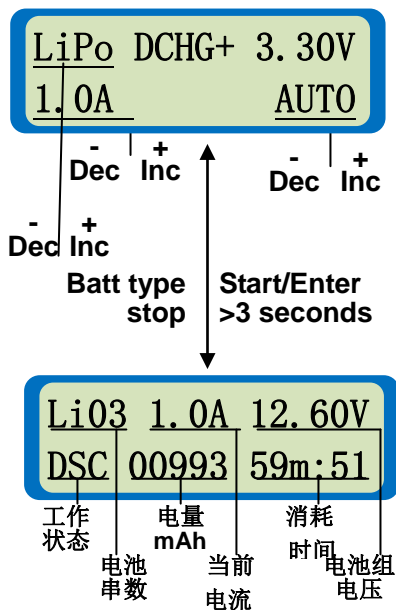 LiPo DCHG+ 3.30V
1.0A AUTO
- +
Dec Inc
- +
Dec Inc
- +
Dec Inc
Batt type Start/Enter
stop >3 seconds
Li03 1.0A 12.60V
DSC 00993 59m:51
工作 电量 消耗
状态 mAh 时间
电池 当前 电池组
串数 电流 电压